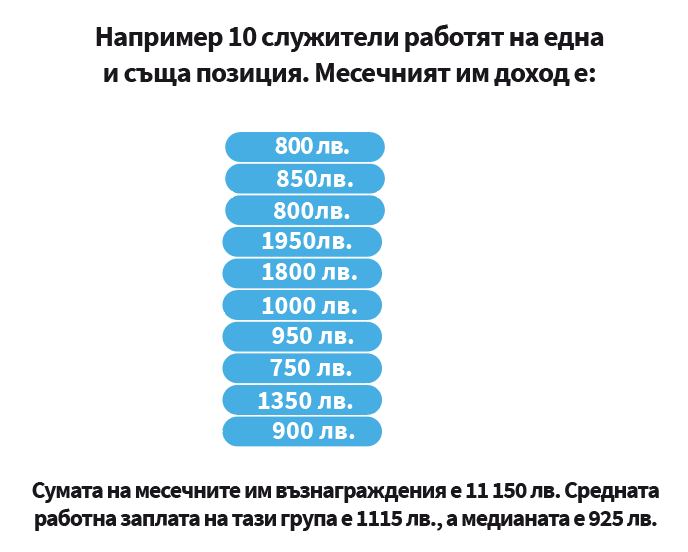 Например 10 служители работят на една
и съща позиция. Месечният им доход е:
800 лв.
850лв.
800лв.
1950лв.
1800 лв.
1000 лв.
950 лв.
750 лв.
1350 лв.
900 лв.
Сумата на месечните им възнаграждения е 11 150 лв. Средната
работна заплата на тази група е 1115 лв., а медианата е 925 лв.